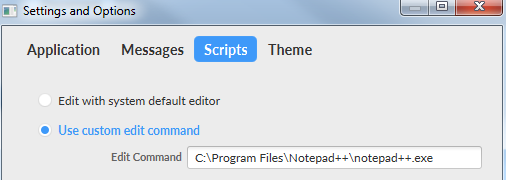 Settings and Options
Application Messages Scripts Theme
Edit with system default editor
Use custom edit command
Edit Command C:\Program Files\Notepad++\notepad++.exe